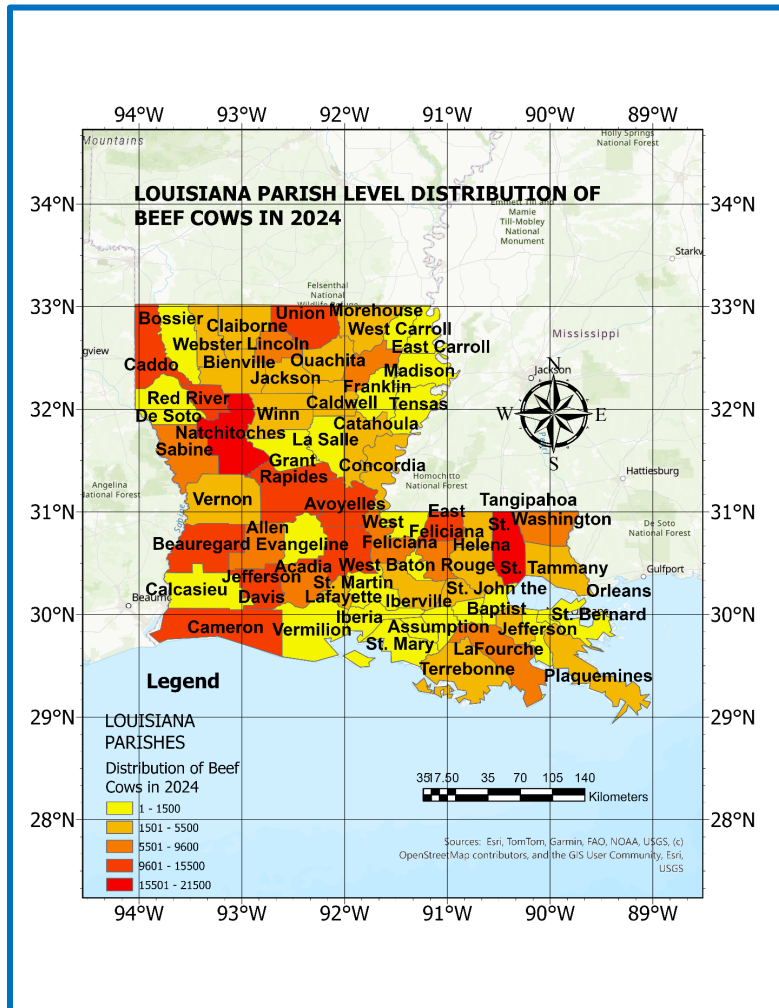 94°W 93°W 92°W 91°W 90°W 89°W
Mountains
Holly Springs
National Forest
34°N
LOUISIANA PARISH LEVEL DISTRIBUTION OF
BEEF COWS IN 2024
34°N
Emmett Till and
Mamie
Till-Mobley
National
Monument
Starkv
Felsenthal
National
Wildlife Refuge
33°N
Union
Morehouse
33°N
Bossier
Claiborne
West Carroll
Mississippi
Webster
Lincoln
East Carroll
gview
Caddo
Bienville
Ouachita
Madison
Jackson
N
Jackson
Franklin
Red River
Caldwell
Tensas
32°N
De Soto
Winn
Catahoula
W
E
32°N
Natchitoches
La Salle
Sabine
Grant
Concordia
S
Angelina
National Forest
Rapides
Homochitto
National Forest
Hattiesburg
Vernon
Avoyelles
Tangipahoa
31°N
Sabine
Allen
West
East
St.
Washington
De Soto
National Forest
31°N
Beauregard
Evangeline
Feliciana
Feliciana
Helena
Acadia
West Baton Rouge
St. Tammany
Gulfport
Jefferson
Davis
St. Martin
Calcasieu
Lafayette
Iberville
St. John the
Baptist
Orleans
30°N
Beaumo
Iberia
St. Bernard
30°N
Cameron
Vermilion
Assumption
Jefferson
St. Mary
LaFourche
Terrebonne
Plaquemines
29°N
Legend
29°N
LOUISIANA
PARISHES
Distribution of Beef
Cows in 2024
1 - 1500
1501 - 5500
5501 - 9600
9601 - 15500
15501 - 21500
3517.50 35 70 105 140
Kilometers
28°N
28°N
Sources: Esri, TomTom, Garmin, FAO, NOAA, USGS, (c)
OpenStreetMap contributors, and the GIS User Community, Esri,
USGS
94°W 93°W 92°W 91°W 90°W 89°W